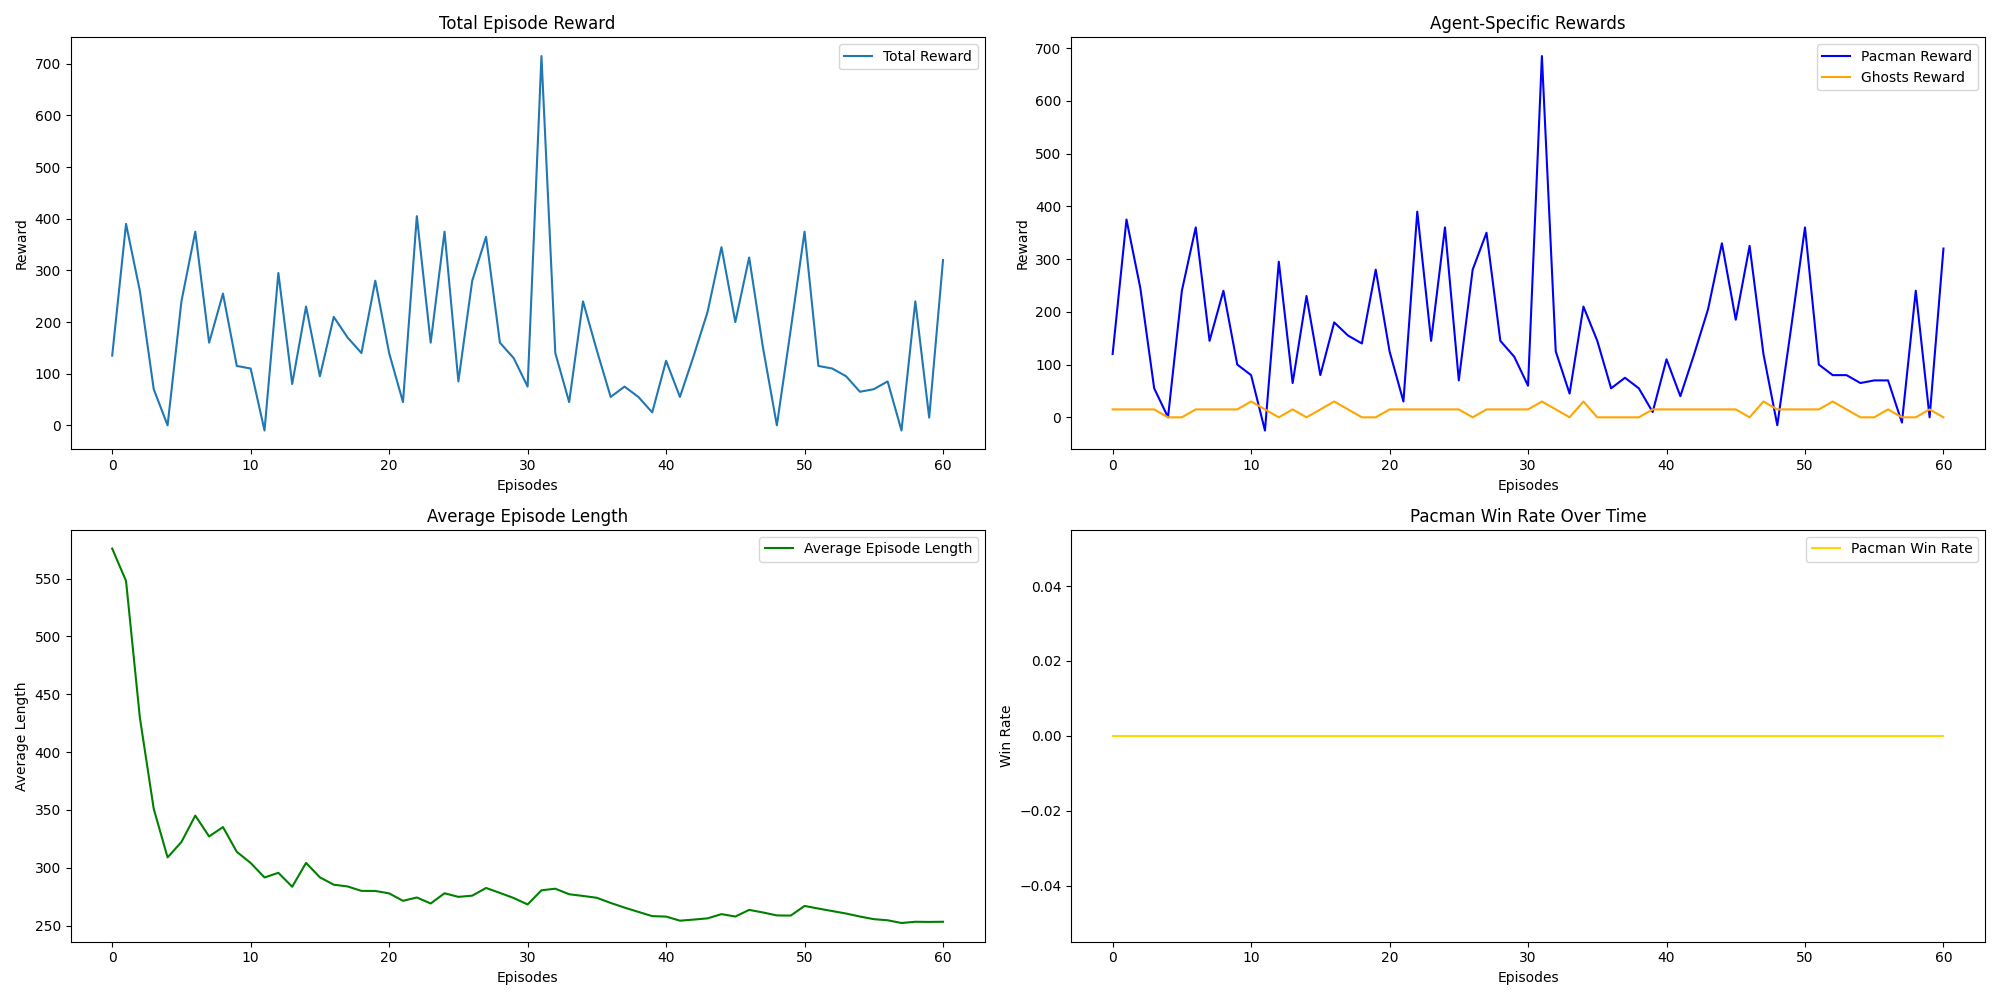 Total Episode Reward
Total Reward
Reward
700
600
500
400
300
200
100
0
0 10 20 30 40 50 60
Episodes
Agent-Specific Rewards
Pacman Reward
Ghosts Reward
Reward
700
600
500
400
300
200
100
0
0 10 20 30 40 50 60
Episodes
Average Episode Length
Average Episode Length
Average Length
550
500
450
400
350
300
250
0 10 20 30 40 50 60
Episodes
Pacman Win Rate Over Time
Pacman Win Rate
Win Rate
0.04
0.02
0.00
−0.02
−0.04
0 10 20 30 40 50 60
Episodes